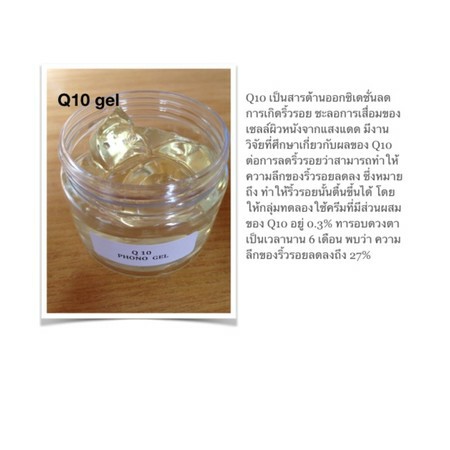 Q10 gel
Q 10
PHONO GEL
Q10 เป็นสารต้านออกซิเดชั่นลด
การเกิดริ้วรอย ชะลอการเสื่อมของ
เซลล์ผิวหนังจากแสงแดด มีงาน
วิจัยที่ศึกษาเกี่ยวกับผลของ Q10
ต่อการลดริ้วรอยว่าสามารถทำให้
ความลึกของริ้วรอยลดลง ซึ่งหมาย
ถึง ทำให้ริ้วรอยนั้นตื้นขึ้นได้ โดย
ให้กลุ่มทดลองใช้ครีมที่มีส่วนผสม
ของ Q10 อยู่ 0.3% ทารอบดวงตา
เป็นเวลานาน 6 เดือน พบว่า ความ
ลึกของริ้วรอยลดลงถึง 27%